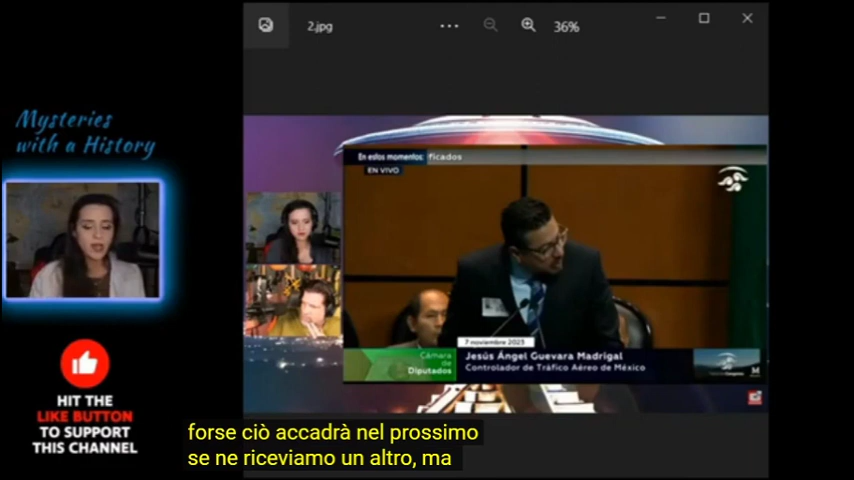 2.jpg
36%
Mysteries
with a History
En estos momentos: ficados
EN VIVO
7 noviembre 2023
Cámara
de
Diputados
Jesús Ángel Guevara Madrigal
Controlador de Tráfico Aéreo de México
HIT THE
LIKE BUTTON
TO SUPPORT
THIS CHANNEL
forse ciò accadrà nel prossimo
se ne riceviamo un altro, ma